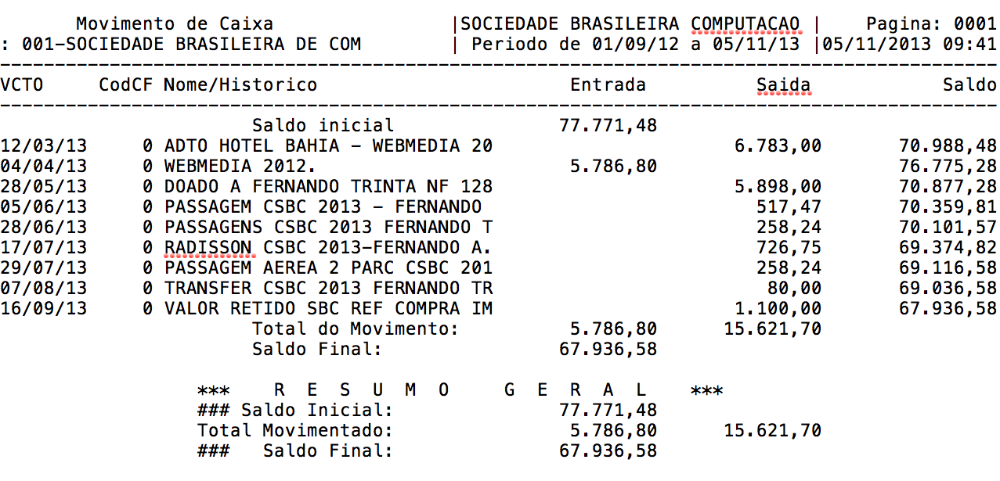 Movimento de Caixa |SOCIEDADE BRASILEIRA COMPUTACAO | Pagina: 0001
: 001-SOCIEDADE BRASILEIRA DE COM | Periodo de 01/09/12 a 05/11/13 |05/11/2013 09:41
-------------------------------------------------------------------------------------------
VCTO CodCF Nome/Historico Entrada Saida Saldo
-------------------------------------------------------------------------------------------
Saldo inicial 77.771,48
12/03/13 0 ADTO HOTEL BAHIA - WEBMEDIA 20 6.783,00 70.988,48
04/04/13 0 WEBMEDIA 2012. 5.786,80 76.775,28
28/05/13 0 DOADO A FERNANDO TRINTA NF 128 5.898,00 70.877,28
05/06/13 0 PASSAGEM CSBC 2013 - FERNANDO 517,47 70.359,81
28/06/13 0 PASSAGENS CSBC 2013 FERNANDO T 258,24 70.101,57
17/07/13 0 RADISSON CSBC 2013-FERNANDO A. 726,75 69.374,82
29/07/13 0 PASSAGEM AEREA 2 PARC CSBC 201 258,24 69.116,58
07/08/13 0 TRANSFER CSBC 2013 FERNANDO TR 80,00 69.036,58
16/09/13 0 VALOR RETIDO SBC REF COMPRA IM 1.100,00 67.936,58
Total do Movimento: 5.786,80 15.621,70
Saldo Final: 67.936,58
*** R E S U M O G E R A L ***
### Saldo Inicial: 77.771,48
Total Movimentado: 5.786,80 15.621,70
### Saldo Final: 67.936,58